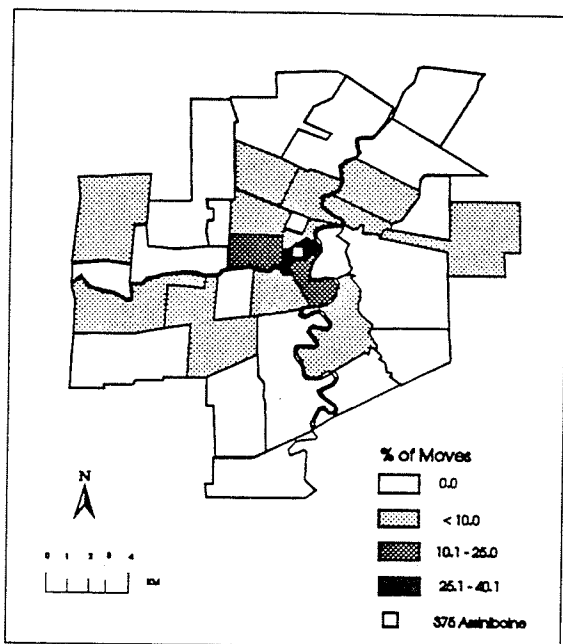 % of Moves
0.0
< 10.0
10.1 - 25.0
25.1 - 40.1
375 Assiniboine
N
0 1 2 3 4
KM